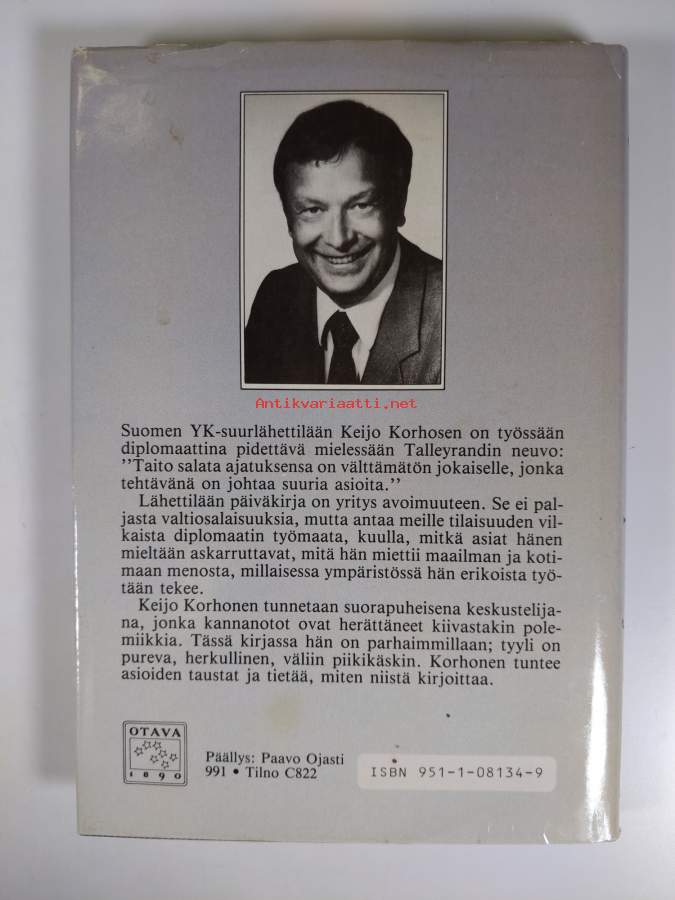 Antikvariaatti.net
Suomen YK-suurlähettilään Keijo Korhosen on työssään
diplomaattina pidettävä mielessään Talleyrandin neuvo:
''Taito salata ajatuksensa on välttämätön jokaiselle, jonka
tehtävänä on johtaa suuria asioita.''
Lähettilään päiväkirja on yritys avoimuuteen. Se ei pal-
jasta valtiosalaisuuksia, mutta antaa meille tilaisuuden vil-
kaista diplomaatin työmaata, kuulla, mitkä asiat hänen
mieltään askarruttavat, mitä hän miettii maailman ja koti-
maan menosta, millaisessa ympäristössä hän erikoista työ-
tään tekee.
Keijo Korhonen tunnetaan suorapuheisena keskustelija-
na, jonka kannanotot ovat herättäneet kiivastakin pole-
miikkia. Tässä kirjassa hän on parhaimmillaan; tyyli on
pureva, herkullinen, väliin piikikäskin. Korhonen tuntee
asioiden taustat ja tietää, miten niistä kirjoittaa.
OTAVA
1890
Päällys: Paavo Ojasti
991 • Tilno C822
ISBN 951-1-08134-9